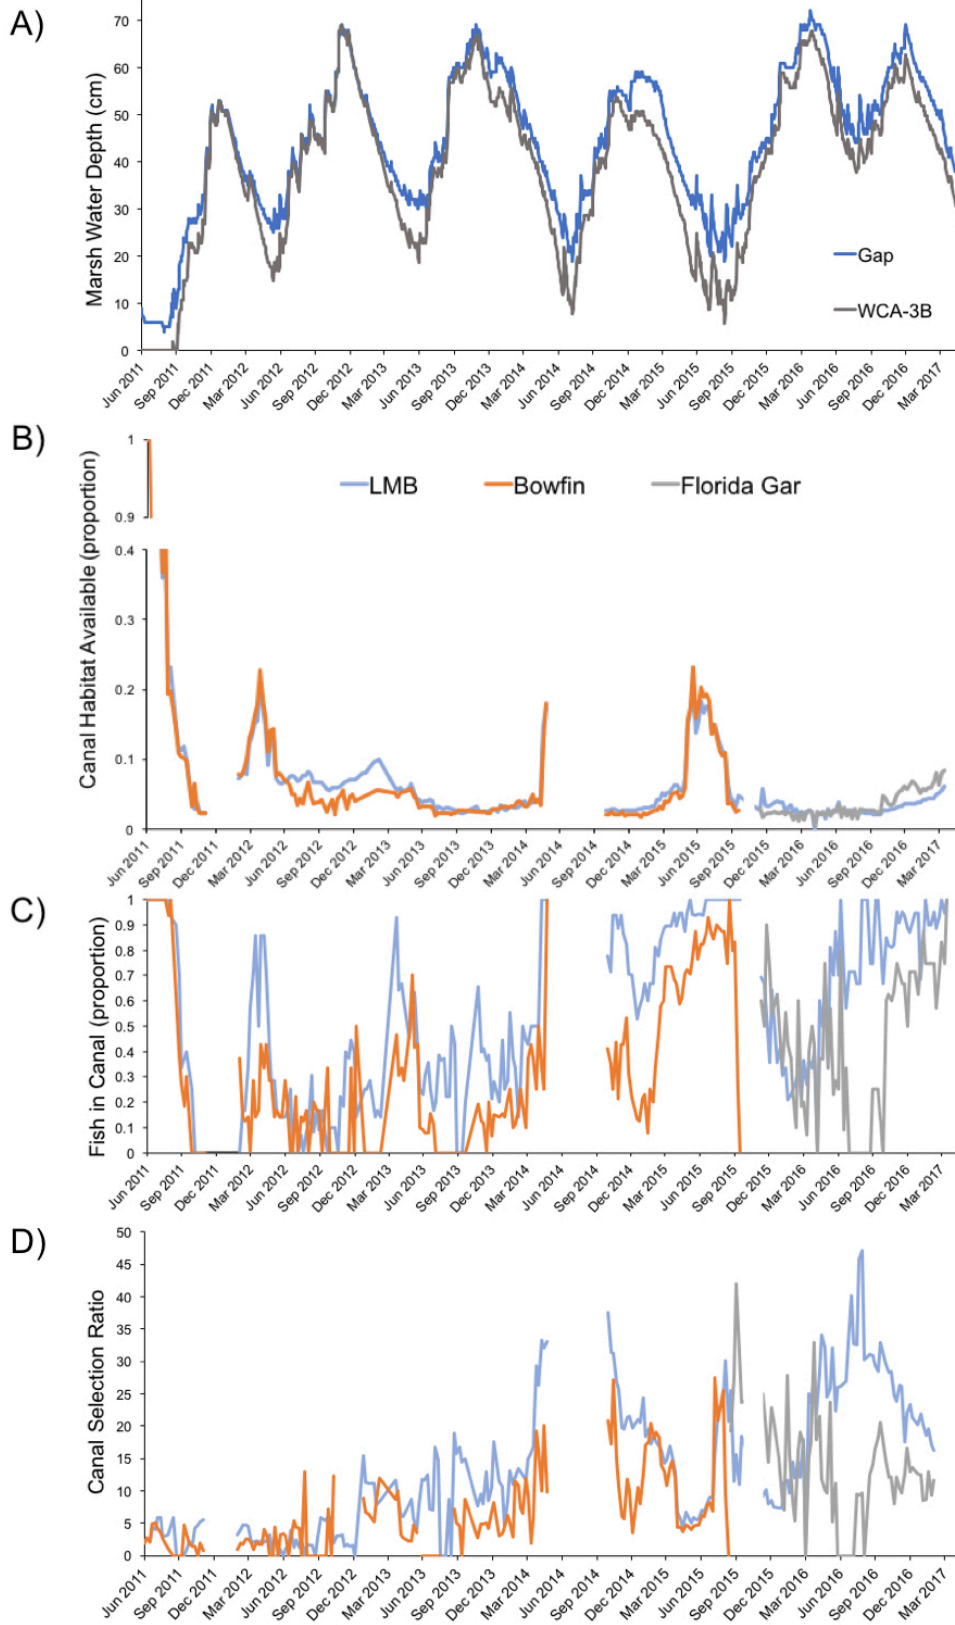 A)
Marsh Water Depth (cm)
70
60
50
40
30
20
10
0
Gap
WCA-3B
Jun 2011 Sep 2011 Dec 2011 Mar 2012 Jun 2012 Sep 2012 Dec 2012 Mar 2013 Jun 2013 Sep 2013 Dec 2013 Mar 2014 Jun 2014 Sep 2014 Dec 2014 Mar 2015 Jun 2015 Sep 2015 Dec 2015 Mar 2016 Jun 2016 Sep 2016 Dec 2016 Mar 2017
B)
Canal Habitat Available (proportion)
1
0.9
0.4
0.3
0.2
0.1
0
LMB Bowfin Florida Gar
Jun 2011 Sep 2011 Dec 2011 Mar 2012 Jun 2012 Sep 2012 Dec 2012 Mar 2013 Jun 2013 Sep 2013 Dec 2013 Mar 2014 Jun 2014 Sep 2014 Dec 2014 Mar 2015 Jun 2015 Sep 2015 Dec 2015 Mar 2016 Jun 2016 Sep 2016 Dec 2016 Mar 2017
C)
Fish in Canal (proportion)
1
0.9
0.8
0.7
0.6
0.5
0.4
0.3
0.2
0.1
0
Jun 2011 Sep 2011 Dec 2011 Mar 2012 Jun 2012 Sep 2012 Dec 2012 Mar 2013 Jun 2013 Sep 2013 Dec 2013 Mar 2014 Jun 2014 Sep 2014 Dec 2014 Mar 2015 Jun 2015 Sep 2015 Dec 2015 Mar 2016 Jun 2016 Sep 2016 Dec 2016 Mar 2017
D)
Canal Selection Ratio
50
45
40
35
30
25
20
15
10
5
0
Jun 2011 Sep 2011 Dec 2011 Mar 2012 Jun 2012 Sep 2012 Dec 2012 Mar 2013 Jun 2013 Sep 2013 Dec 2013 Mar 2014 Jun 2014 Sep 2014 Dec 2014 Mar 2015 Jun 2015 Sep 2015 Dec 2015 Mar 2016 Jun 2016 Sep 2016 Dec 2016 Mar 2017